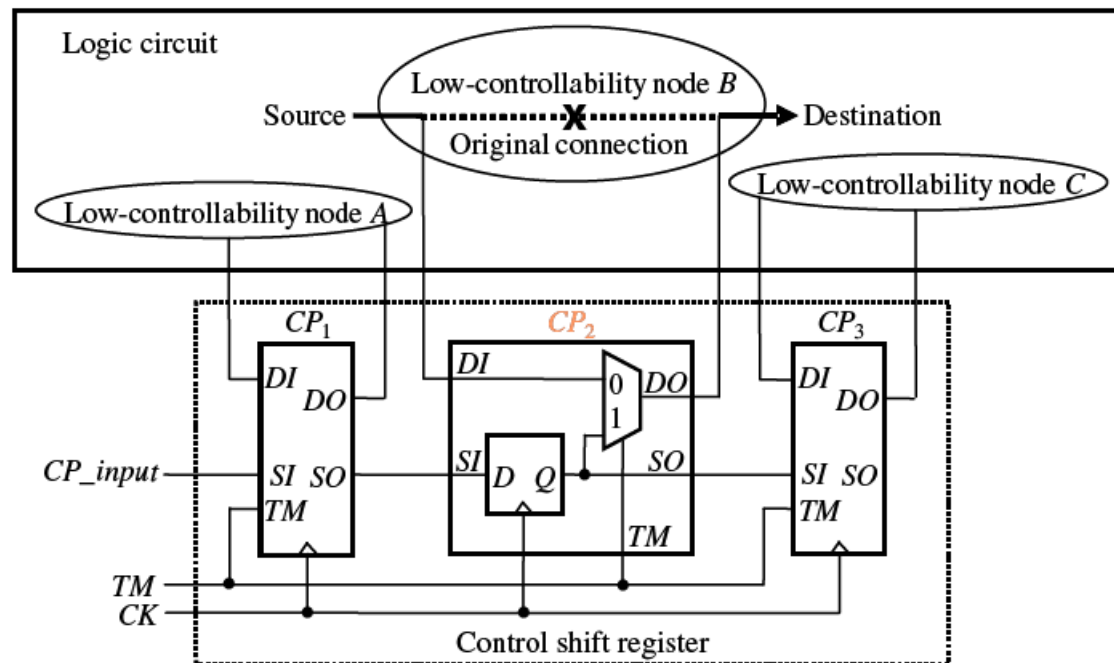 Logic circuit
Low-controllability node B
Source
Destination
Original connection
Low-controllability node A
Low-controllability node C
CP1
CP2
CP3
DI
DO
DI
0
1
DO
DI
DO
CP_input
SI
SO
SI
D
Q
SO
SI
SO
TM
TM
TM
TM
CK
Control shift register